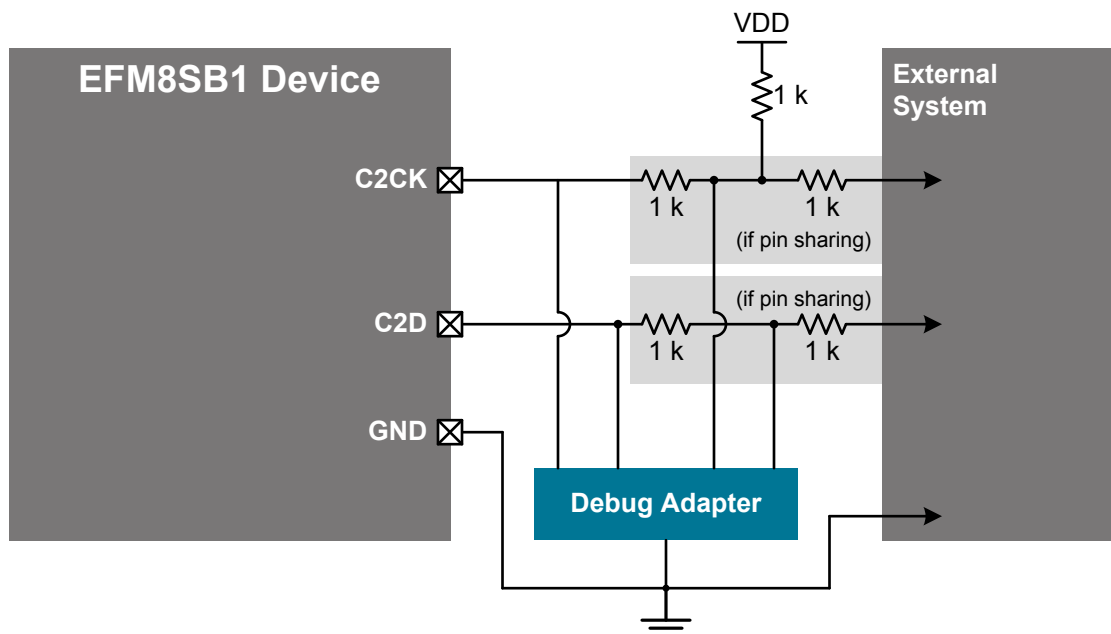 VDD
EFM8SB1 Device
External
System
1 k
C2CK
1 k
1 k
(if pin sharing)
(if pin sharing)
C2D
1 k
1 k
GND
Debug Adapter